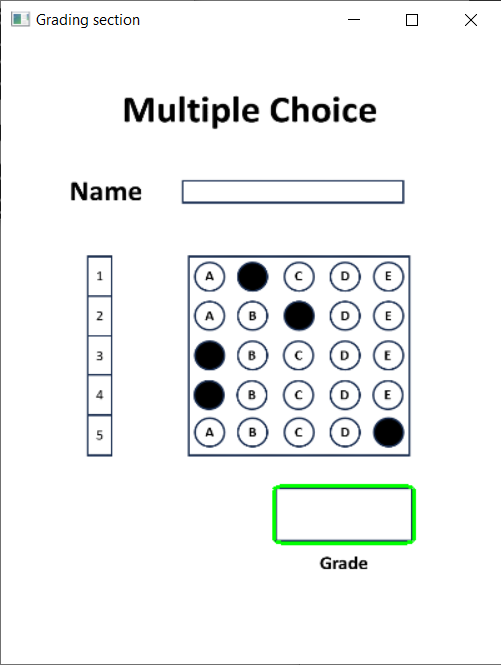 Grading section
Multiple Choice
Name
1 A C D E
2 A B D E
3 B C D E
4 B C D E
5 A B C D
Grade